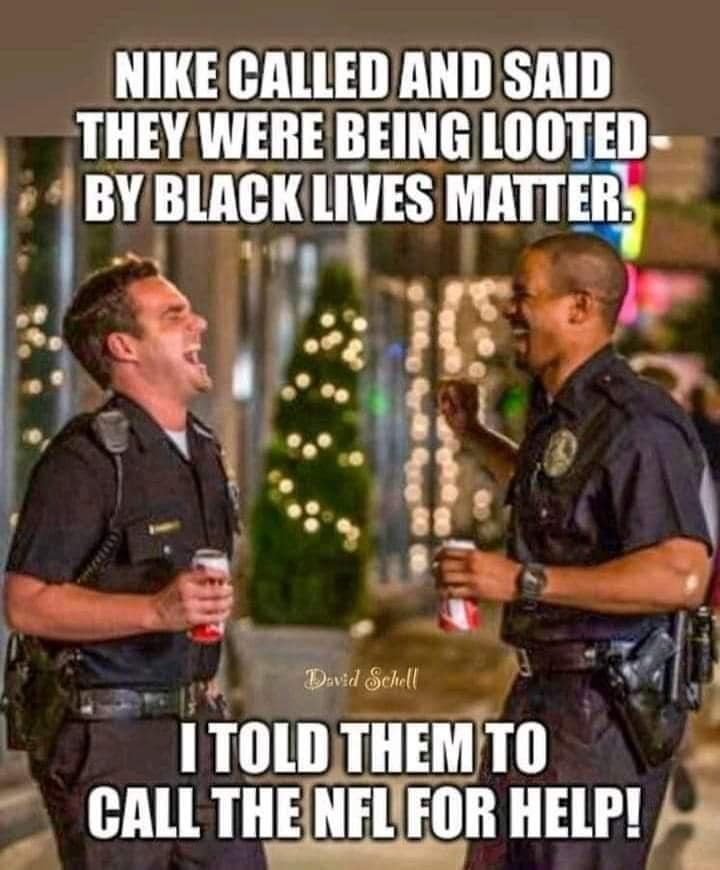 NIKE CALLED AND SAID
THEY WERE BEING LOOTED
BY BLACK LIVES MATTER.
David Schell
I TOLD THEM TO
CALL THE NFL FOR HELP!